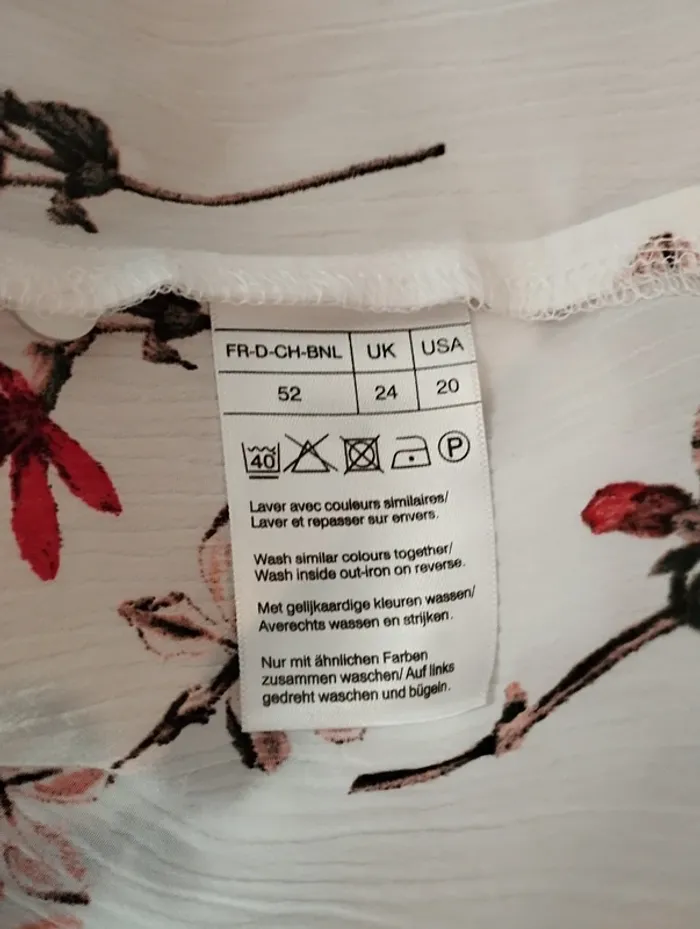 FR-D-CH-BNL UK USA
52 24 20
40 P
Laver avec couleurs similaires/
Laver et repasser sur envers.
Wash similar colours together/
Wash inside out-iron on reverse.
Met gelijkaardige kleuren wassen/
Averechts wassen en strijken.
Nur mit ähnlichen Farben
zusammen waschen/ Auf links
gedreht waschen und bügeln.